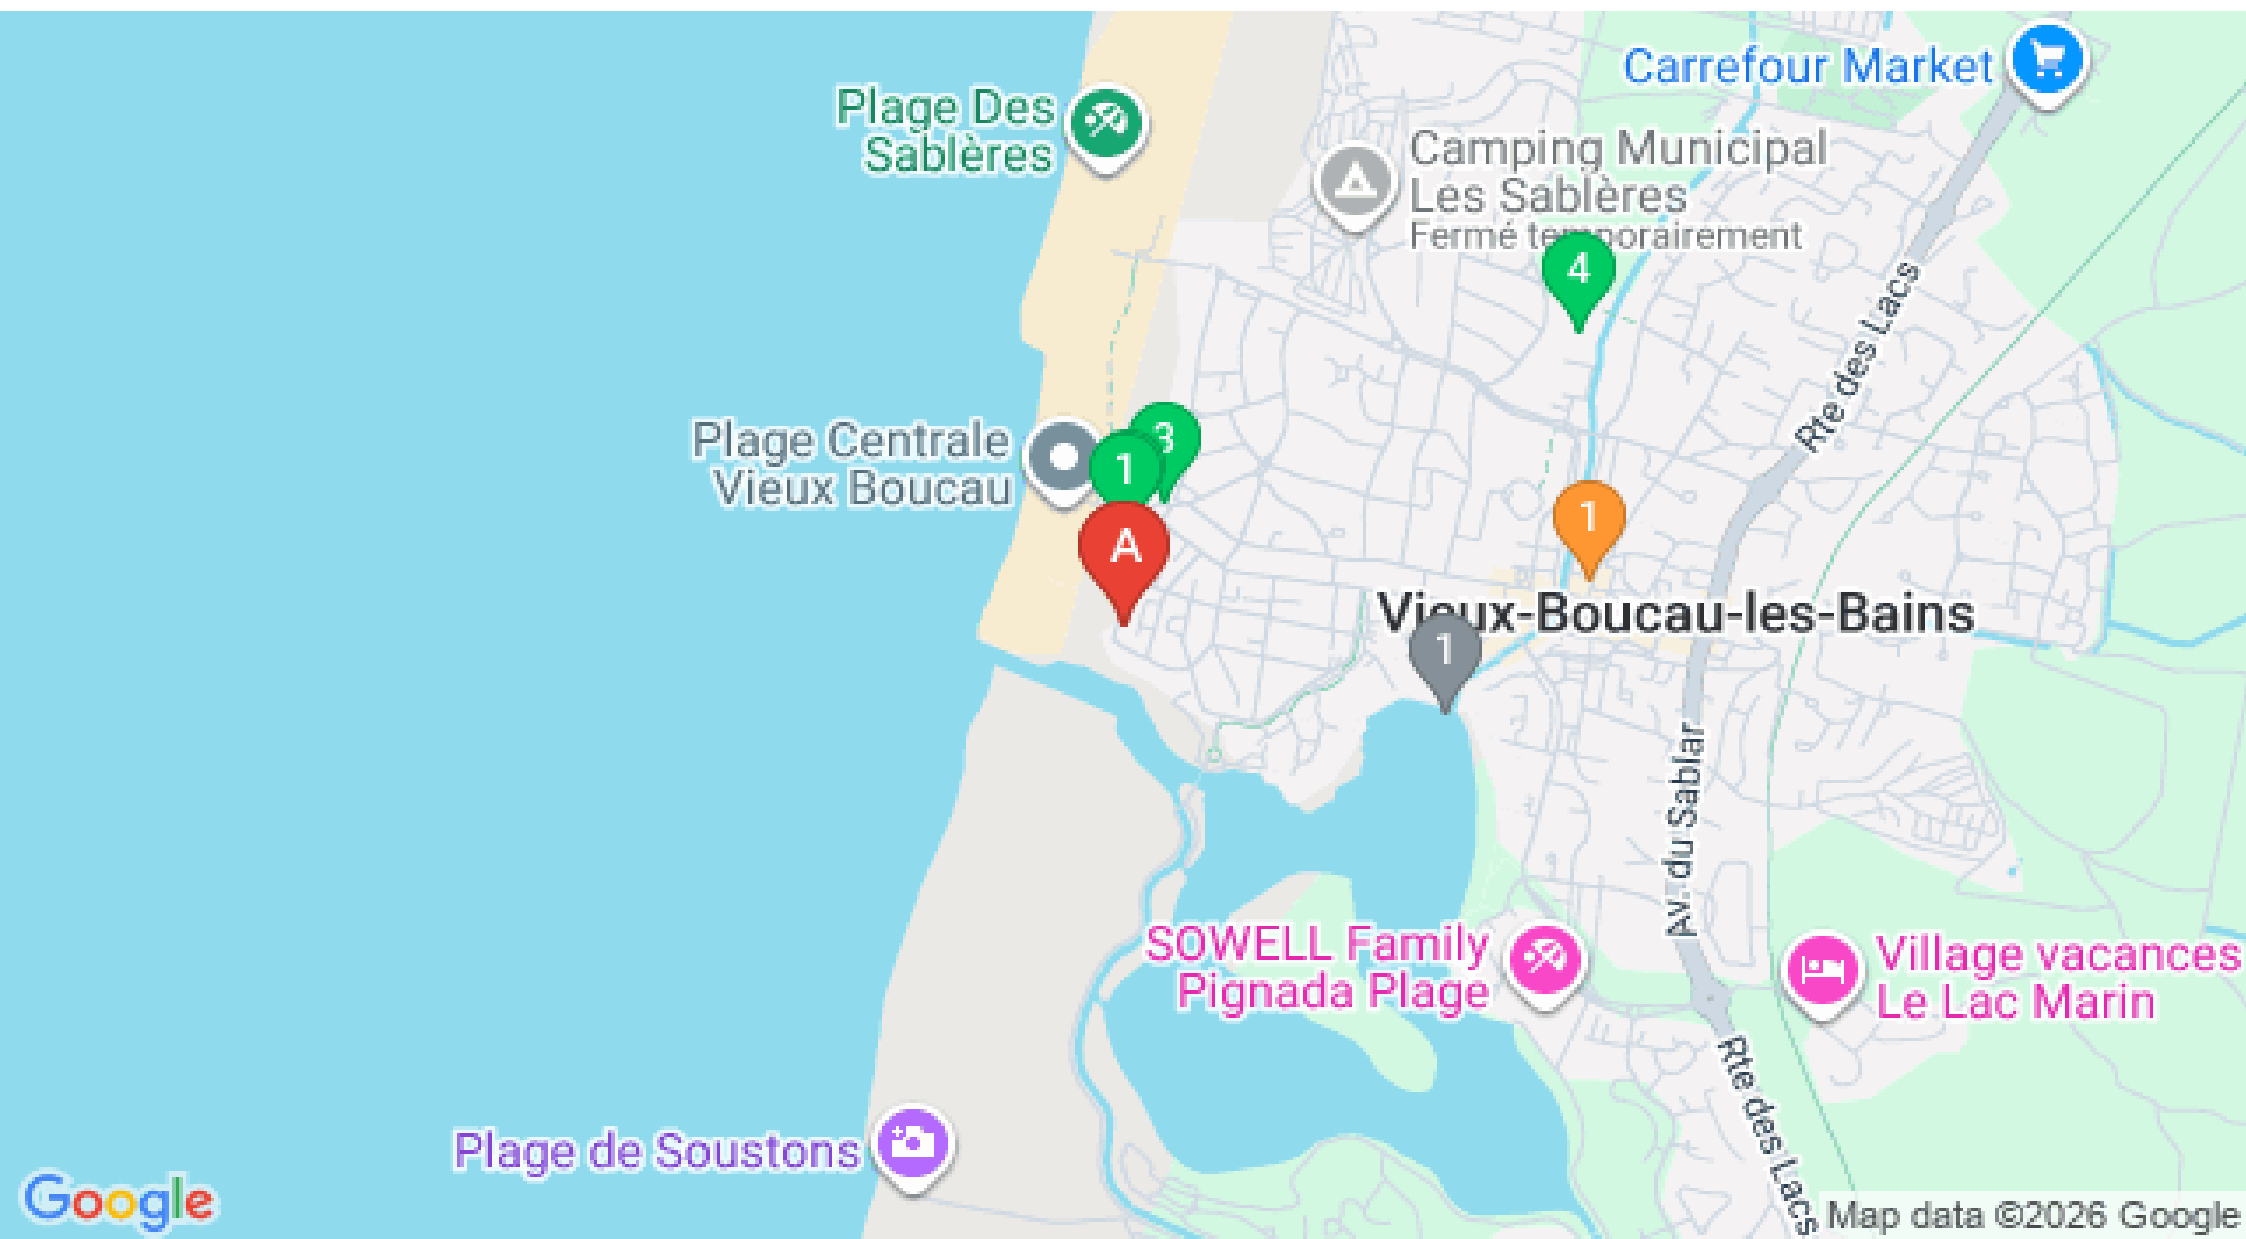 Carrefour Market
Plage Des
Sablères
Camping Municipal
Les Sablères
Fermé temporairement
4
Rte des Lacs
Plage Centrale
Vieux Boucau
3
1
A
1
Vieux-Boucau-les-Bains
1
Av. du Sablar
SOWELL Family
Pignada Plage
Village vacances
Le Lac Marin
Rte des Lacs
Plage de Soustons
Google
Map data ©2026 Google